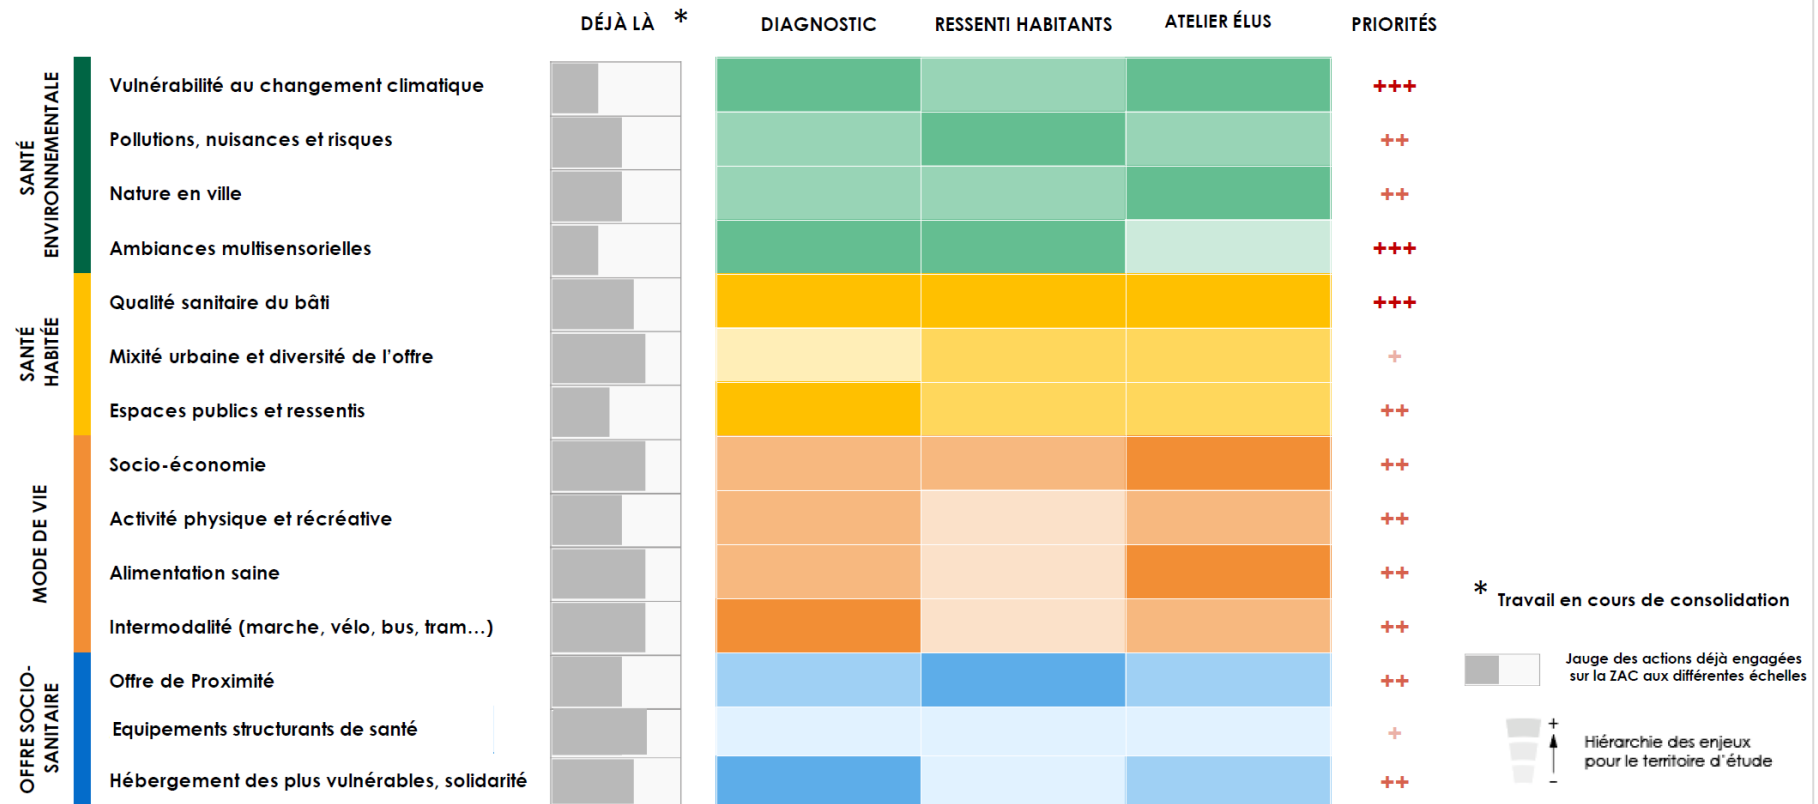 DÉJÀ LÀ *
DIAGNOSTIC
RESSENTI HABITANTS
ATELIER ÉLUS
PRIORITÉS
SANTÉ
ENVIRONNEMENTALE
Vulnérabilité au changement climatique
+++
Pollutions, nuisances et risques
++
Nature en ville
++
Ambiances multisensorielles
+++
SANTÉ
HABITÉE
Qualité sanitaire du bâti
+++
Mixité urbaine et diversité de l'offre
+
Espaces publics et ressentis
++
MODE DE VIE
Socio-économie
++
Activité physique et récréative
++
Alimentation saine
++
Intermodalité (marche, vélo, bus, tram...)
++
OFFRE SOCIO-
SANITAIRE
Offre de Proximité
++
Equipements structurants de santé
+
Hébergement des plus vulnérables, solidarité
++
* Travail en cours de consolidation
Jauge des actions déjà engagées
sur la ZAC aux différentes échelles
+
-
Hiérarchie des enjeux
pour le territoire d'étude